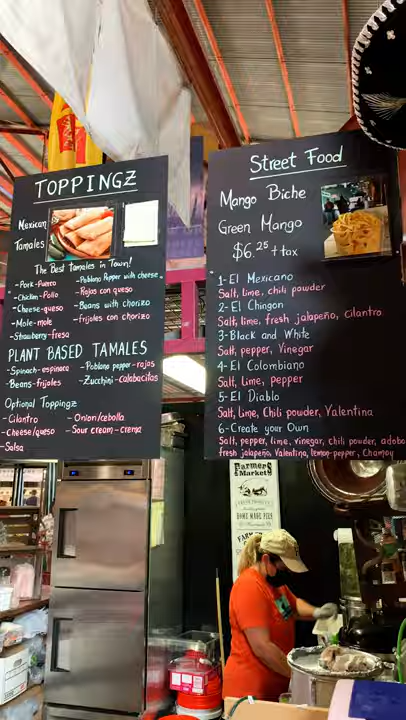 TOPPINGZ
Mexican
Tamales
The Best tamales in Town!
- Pork-Puerco
- Chicken-Pollo
- Cheese-queso
- Mole-mole
- Strawberry-fresa
- Poblano Pepper with cheese
- Rajas con queso
- Beans with chorizo
- frijoles con chorizo
PLANT BASED TAMALES
- Spinach-espinaca
- Beans-frijoles
- Poblano pepper-rajas
- Zucchini-calabacitas
Optional Toppingz
- Cilantro
- Cheese/queso
- Salsa
- Onion/cebolla
- Sour cream-crema
Street Food
Mango Biche
Green Mango
$6.25 + tax
1-El Mexicano
Salt, lime, chili powder
2-El Chingon
Salt, lime, fresh jalapeño, cilantro
3-Black and White
Salt, pepper, Vinegar
4-El Colombiano
Salt, Lime, pepper
5-El Diablo
Salt, Lime, Chili powder, Valentina
6-Create your Own
Salt, pepper, lime, vinegar, chili powder, adobo
fresh jalapeño, Valentina, lemon-pepper, Chamoy
FARMERS
MARKET
HOME MADE PIES